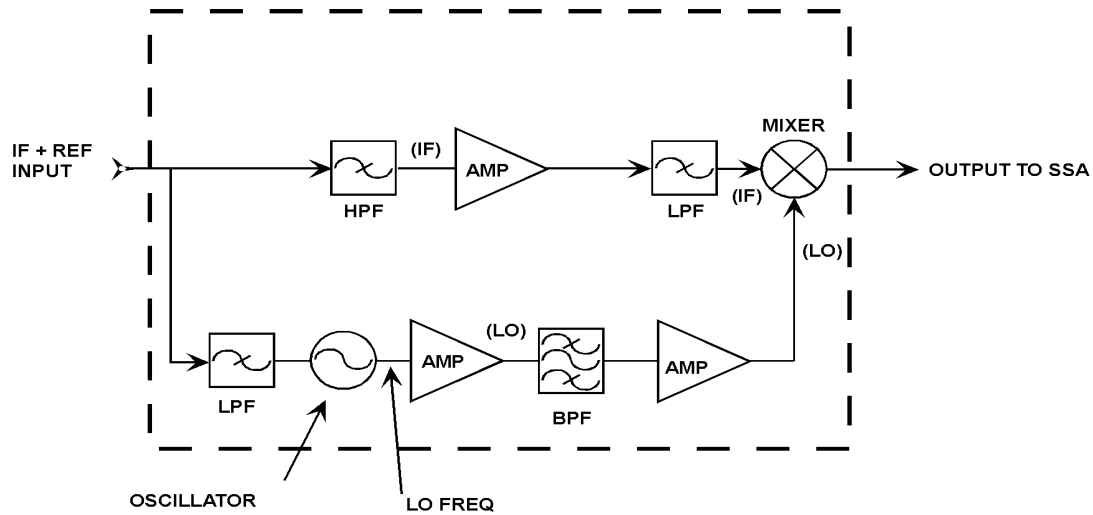 MIXER
IF + REF
INPUT
(IF)
AMP
HPF
LPF
(IF)
OUTPUT TO SSA
(LO)
(LO)
AMP
AMP
LPF
BPF
OSCILLATOR
LO FREQ